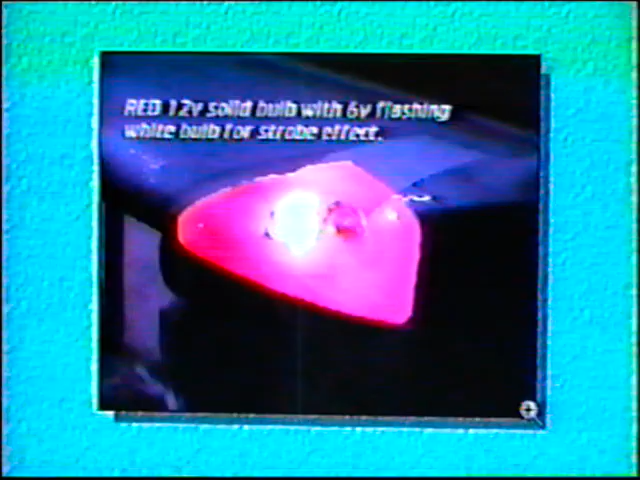 RED 12v solid bulb with 6v flashing
white bulb for strobe effect.